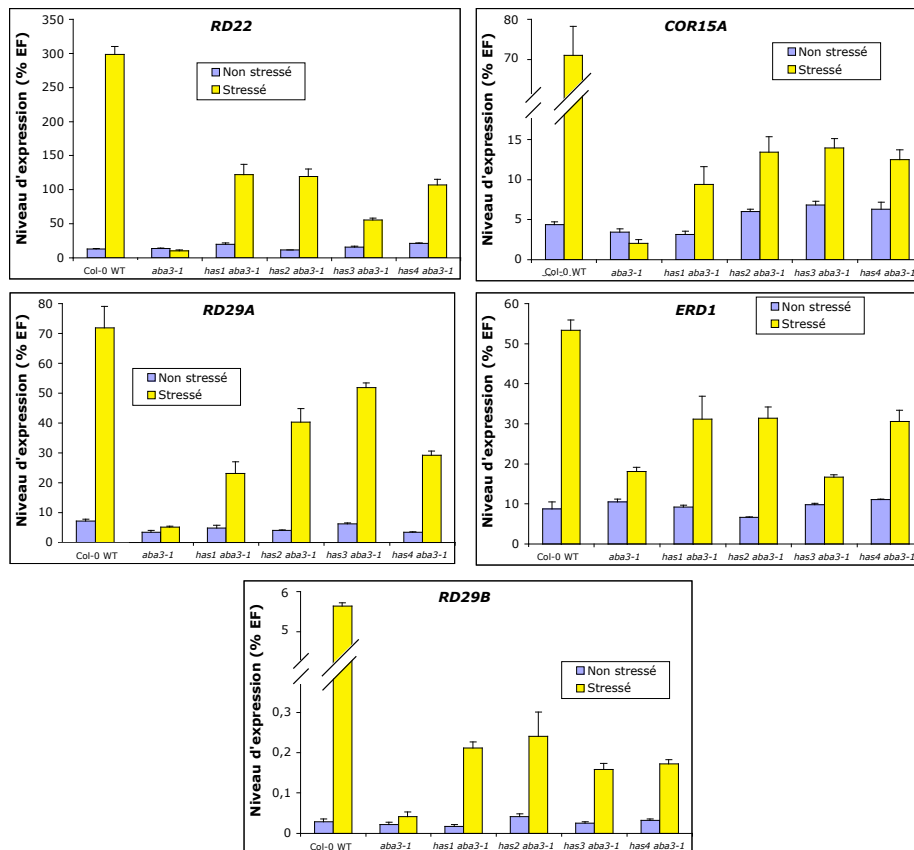 RD22
Niveau d'expression (% EF)
350
300
250
200
150
100
50
0
Non stressé
Stressé
Col-0 WT aba3-1 has1 aba3-1 has2 aba3-1 has3 aba3-1 has4 aba3-1
COR15A
Niveau d'expression (% EF)
80
70
15
10
5
0
Non stressé
Stressé
Col-0 WT aba3-1 has1 aba3-1 has2 aba3-1 has3 aba3-1 has4 aba3-1
RD29A
Niveau d'expression (% EF)
80
70
60
50
40
30
20
10
0
Non stressé
Stressé
Col-0 WT aba3-1 has1 aba3-1 has2 aba3-1 has3 aba3-1 has4 aba3-1
ERD1
Niveau d'expression (% EF)
60
50
40
30
20
10
0
Non stressé
Stressé
Col-0 WT aba3-1 has1 aba3-1 has2 aba3-1 has3 aba3-1 has4 aba3-1
RD29B
Niveau d'expression (% EF)
6
5
0,3
0,2
0,1
0
Non stressé
Stressé
Col-0 WT aba3-1 has1 aba3-1 has2 aba3-1 has3 aba3-1 has4 aba3-1